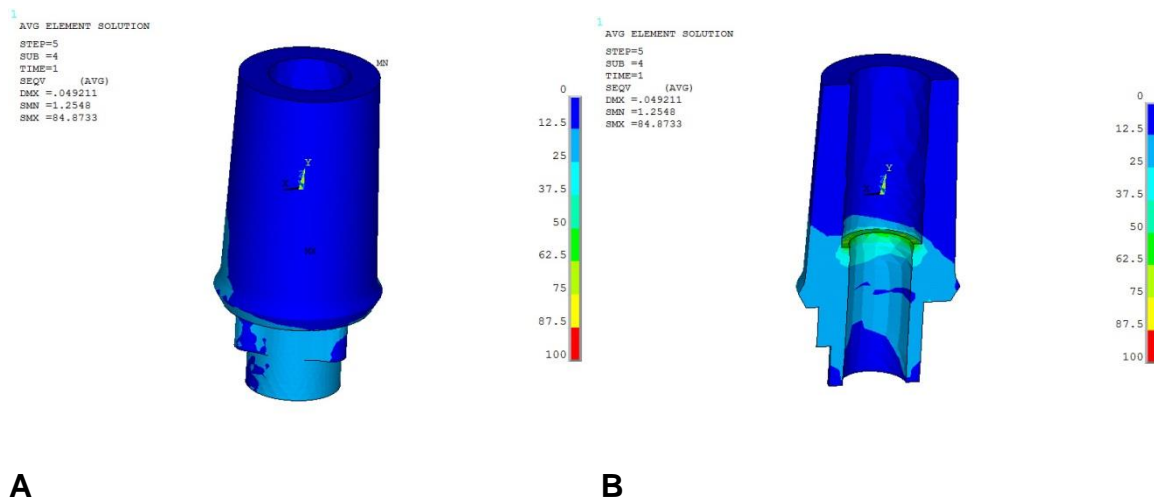 1
AVG ELEMENT SOLUTION
STEP=5
SUB =4
TIME=1
SEQV (AVG)
DMX =.049211
SMN =1.2548
SMX =84.8733
MN
Y
MX
0
12.5
25
37.5
50
62.5
75
87.5
100
A
1
AVG ELEMENT SOLUTION
STEP=5
SUB =4
TIME=1
SEQV (AVG)
DMX =.049211
SMN =1.2548
SMX =84.8733
Y
0
12.5
25
37.5
50
62.5
75
87.5
100
B